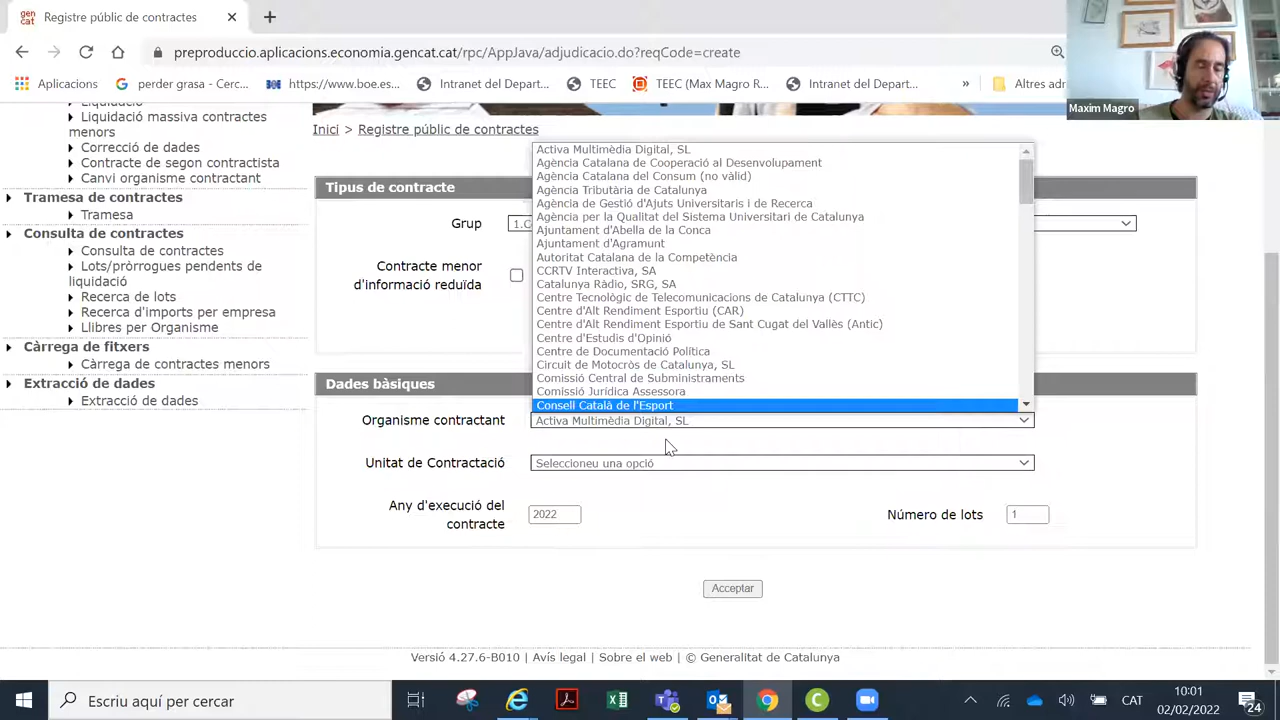 gen
cat
Registre públic de contractes
preproduccio.aplicacions.economia.gencat.cat/rpc/AppJava/adjudicacio.do?reqCode=create
Aplicacions
perder grasa - Cerc...
https://www.boe.es...
Intranet del Depart...
TEEC
TEEC (Max Magro R...
Intranet del Depart...
»
Altres adr
Maxim Magro
Liquidació
Liquidació massiva contractes
menors
Correcció de dades
Contracte de segon contractista
Canvi organisme contractant
Tramesa de contractes
Tramesa
Consulta de contractes
Consulta de contractes
Lots/pròrrogues pendents de
liquidació
Recerca de lots
Recerca d'imports per empresa
Llibres per Organisme
Càrrega de fitxers
Càrrega de contractes menors
Extracció de dades
Extracció de dades
Inici > Registre públic de contractes
Tipus de contracte
Grup
1.C
Contracte menor
d'informació reduïda
Activa Multimèdia Digital, SL
Agència Catalana de Cooperació al Desenvolupament
Agència Catalana del Consum (no vàlid)
Agència Tributària de Catalunya
Agència de Gestió d'Ajuts Universitaris i de Recerca
Agència per la Qualitat del Sistema Universitari de Catalunya
Ajuntament d'Abella de la Conca
Ajuntament d'Agramunt
Autoritat Catalana de la Competència
CCRTV Interactiva, SA
Catalunya Ràdio, SRG, SA
Centre Tecnològic de Telecomunicacions de Catalunya (CTTC)
Centre d'Alt Rendiment Esportiu (CAR)
Centre d'Alt Rendiment Esportiu de Sant Cugat del Vallès (Antic)
Centre d'Estudis d'Opinió
Centre de Documentació Política
Circuit de Motocròs de Catalunya, SL
Comissió Central de Subministraments
Comissió Jurídica Assessora
Consell Català de l'Esport
Dades bàsiques
Organisme contractant
Activa Multimèdia Digital, SL
Unitat de Contractació
Seleccioneu una opció
Any d'execució del
contracte
2022
Número de lots
1
Acceptar
Versió 4.27.6-B010 | Avís legal | Sobre el web | © Generalitat de Catalunya
Escriu aquí per cercar
CAT
10:01
02/02/2022
24